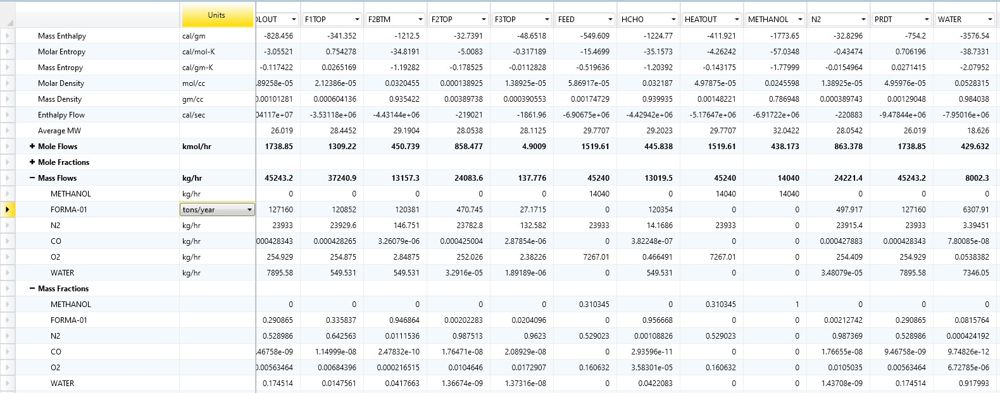 Units LOUT F1TOP F2BTM F2TOP F3TOP FEED HCHO HEATOUT METHANOL N2 PRDT WATER
Mass Enthalpy cal/gm -828.456 -341.352 -1212.5 -32.7391 -48.6518 -549.609 -1224.77 -411.921 -1773.65 -32.8296 -754.2 -3576.54
Molar Entropy cal/mol-K -3.05521 0.754278 -34.8191 -5.0083 -0.317189 -15.4699 -35.1573 -4.26242 -57.0348 -0.43474 0.706196 -38.7331
Mass Entropy cal/gm-K -0.117422 0.0265169 -1.19282 -0.178525 -0.0112828 -0.519636 -1.20392 -0.143175 -1.77999 -0.0154964 0.0271415 -2.07952
Molar Density mol/cc .89258e-05 2.12386e-05 0.0320455 0.000138925 1.38925e-05 5.86917e-05 0.032187 4.97875e-05 0.0245598 1.38925e-05 4.95976e-05 0.0528315
Mass Density gm/cc 0.00101281 0.000604136 0.935422 0.00389738 0.000390553 0.00174729 0.939935 0.00148221 0.786948 0.000389743 0.00129048 0.984038
Enthalpy Flow cal/sec 04117e+07 -3.53118e+06 -4.43144e+06 -219021 -1861.96 -6.90675e+06 -4.42942e+06 -5.17647e+06 -6.91722e+06 -220883 -9.47844e+06 -7.95016e+06
Average MW 26.019 28.4452 29.1904 28.0538 28.1125 29.7707 29.2023 29.7707 32.0422 28.0542 26.019 18.626
+ Mole Flows kmol/hr 1738.85 1309.22 450.739 858.477 4.9009 1519.61 445.838 1519.61 438.173 863.378 1738.85 429.632
+ Mole Fractions
− Mass Flows kg/hr 45243.2 37240.9 13157.3 24083.6 137.776 45240 13019.5 45240 14040 24221.4 45243.2 8002.3
METHANOL kg/hr 0 0 0 0 0 14040 0 14040 14040 0 0 0
FORMA-01 tons/year 127160 120852 120381 470.745 27.1715 0 120354 0 0 497.917 127160 6307.91
N2 kg/hr 23933 23929.6 146.751 23782.8 132.582 23933 14.1686 23933 0 23915.4 23933 3.39451
CO kg/hr 000428343 0.000428265 3.26079e-06 0.000425004 2.87854e-06 0 3.82248e-07 0 0 0.000427883 0.000428343 7.80085e-08
O2 kg/hr 254.929 254.875 2.84875 252.026 2.38226 7267.01 0.466491 7267.01 0 254.409 254.929 0.0538382
WATER kg/hr 7895.58 549.531 549.531 3.2916e-05 1.89189e-06 0 549.531 0 0 3.48079e-05 7895.58 7346.05
− Mass Fractions
METHANOL 0 0 0 0 0 0.310345 0 0.310345 1 0 0 0
FORMA-01 0.290865 0.335837 0.946864 0.00202283 0.0204096 0 0.956668 0 0 0.00212742 0.290865 0.0815764
N2 0.528986 0.642563 0.0111536 0.987513 0.9623 0.529023 0.00108826 0.529023 0 0.987369 0.528986 0.000424192
CO .46758e-09 1.14999e-08 2.47832e-10 1.76471e-08 2.08929e-08 0 2.93596e-11 0 0 1.76655e-08 9.46758e-09 9.74826e-12
O2 0.00563464 0.00684396 0.000216515 0.0104646 0.0172907 0.160632 3.58301e-05 0.160632 0 0.0105035 0.00563464 6.72785e-06
WATER 0.174514 0.0147561 0.0417663 1.36674e-09 1.37316e-08 0 0.0422083 0 0 1.43708e-09 0.174514 0.917993